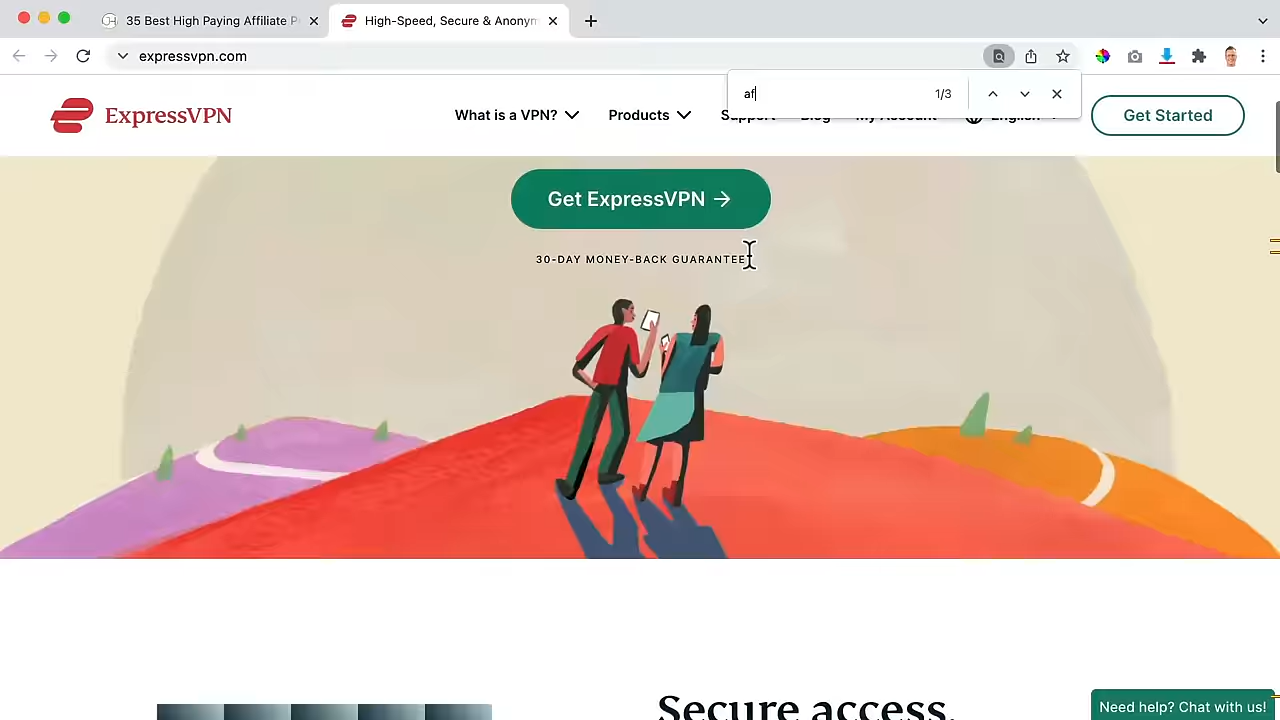 35 Best High Paying Affiliate P
High-Speed, Secure & Anonym
expressvpn.com
af
1/3
ExpressVPN
What is a VPN?
Products
Support
Blog
My Account
English
Get Started
Get ExpressVPN
30-DAY MONEY-BACK GUARANTEE
Secure access.
Need help? Chat with us!